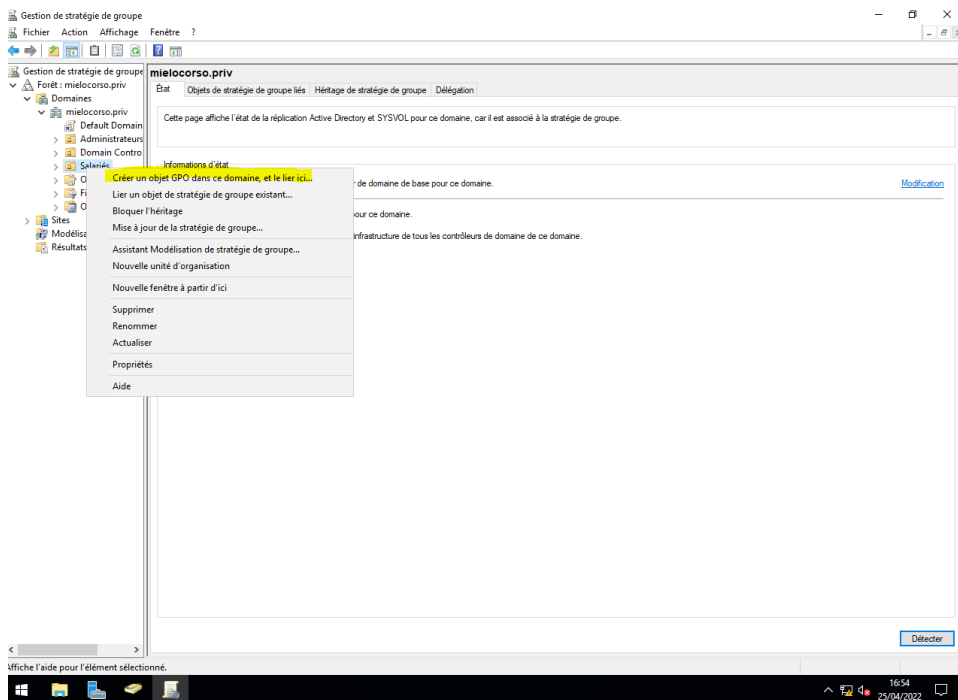 Gestion de stratégie de groupe
Fichier Action Affichage Fenêtre ?
Gestion de stratégie de groupe
Forêt : mielocorso.priv
Domaines
mielocorso.priv
Default Domain
Administrateurs
Domain Contro
Salariés
O
Fi
O
Sites
Modélisa
Résultats
mielocorso.priv
État Objets de stratégie de groupe liés Héritage de stratégie de groupe Délégation
Cette page affiche l'état de la réplication Active Directory et SYSVOL pour ce domaine, car il est associé à la stratégie de groupe.
Informations d'état
r de domaine de base pour ce domaine. Modification
our ce domaine.
infrastructure de tous les contrôleurs de domaine de ce domaine.
Créer un objet GPO dans ce domaine, et le lier ici...
Lier un objet de stratégie de groupe existant...
Bloquer l'héritage
Mise à jour de la stratégie de groupe...
Assistant Modélisation de stratégie de groupe...
Nouvelle unité d'organisation
Nouvelle fenêtre à partir d'ici
Supprimer
Renommer
Actualiser
Propriétés
Aide
Détecter
Affiche l'aide pour l'élément sélectionné.
16:54
25/04/2022